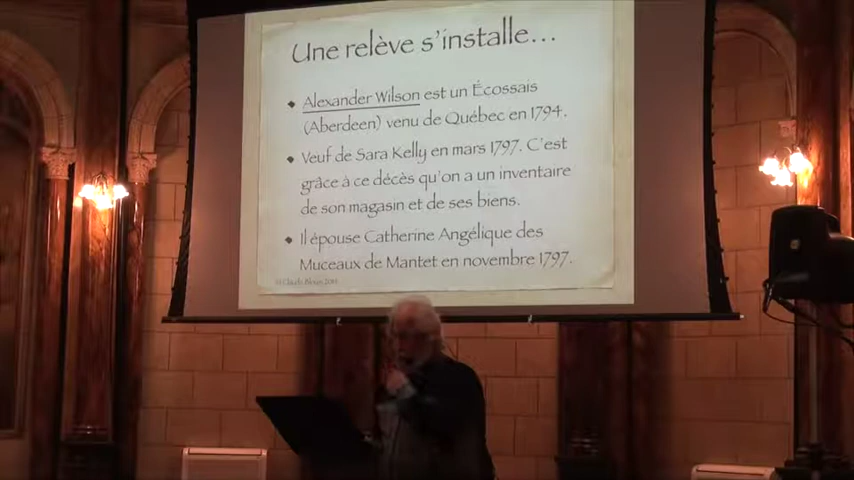 Une relève s'installe...
• Alexander Wilson est un Écossais
(Aberdeen) venu de Québec en 1794.
• Veuf de Sara Kelly en mars 1797. C'est
grâce à ce décès qu'on a un inventaire
de son magasin et de ses biens.
• Il épouse Catherine Angélique des
Muceaux de Mantet en novembre 1797.